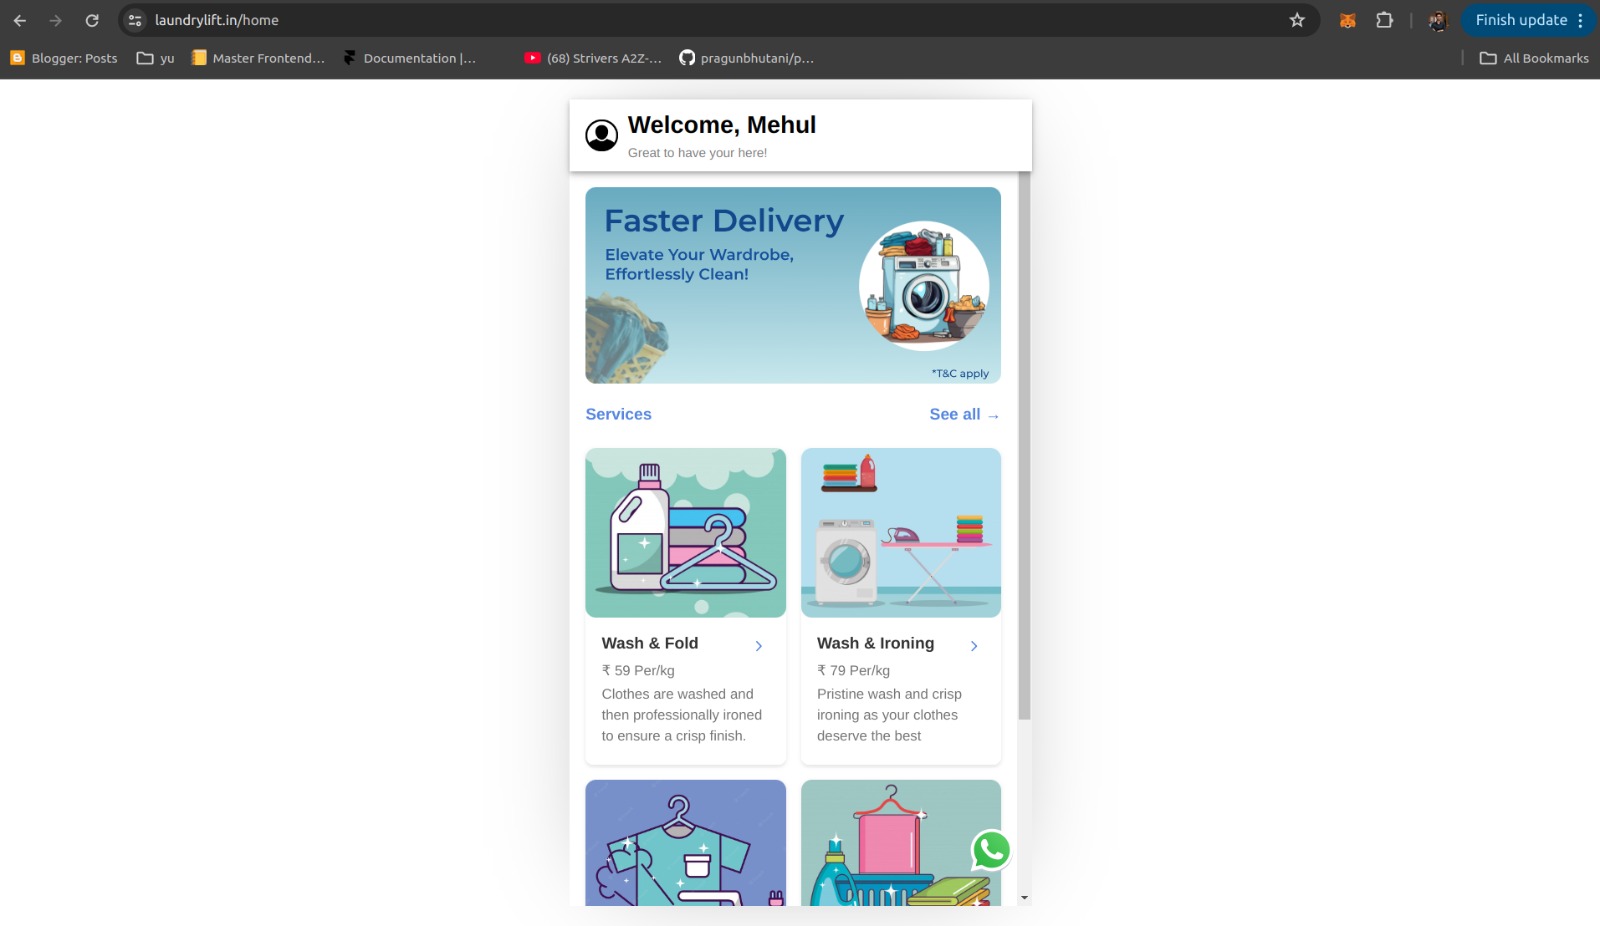 laundrylift.in/home
Finish update
Blogger: Posts
yu
Master Frontend...
Documentation |...
(68) Strivers A2Z-...
pragunbhutani/p...
All Bookmarks
Welcome, Mehul
Great to have your here!
Faster Delivery
Elevate Your Wardrobe,
Effortlessly Clean!
*T&C apply
Services
See all →
Wash & Fold
₹ 59 Per/kg
Clothes are washed and
then professionally ironed
to ensure a crisp finish.
Wash & Ironing
₹ 79 Per/kg
Pristine wash and crisp
ironing as your clothes
deserve the best